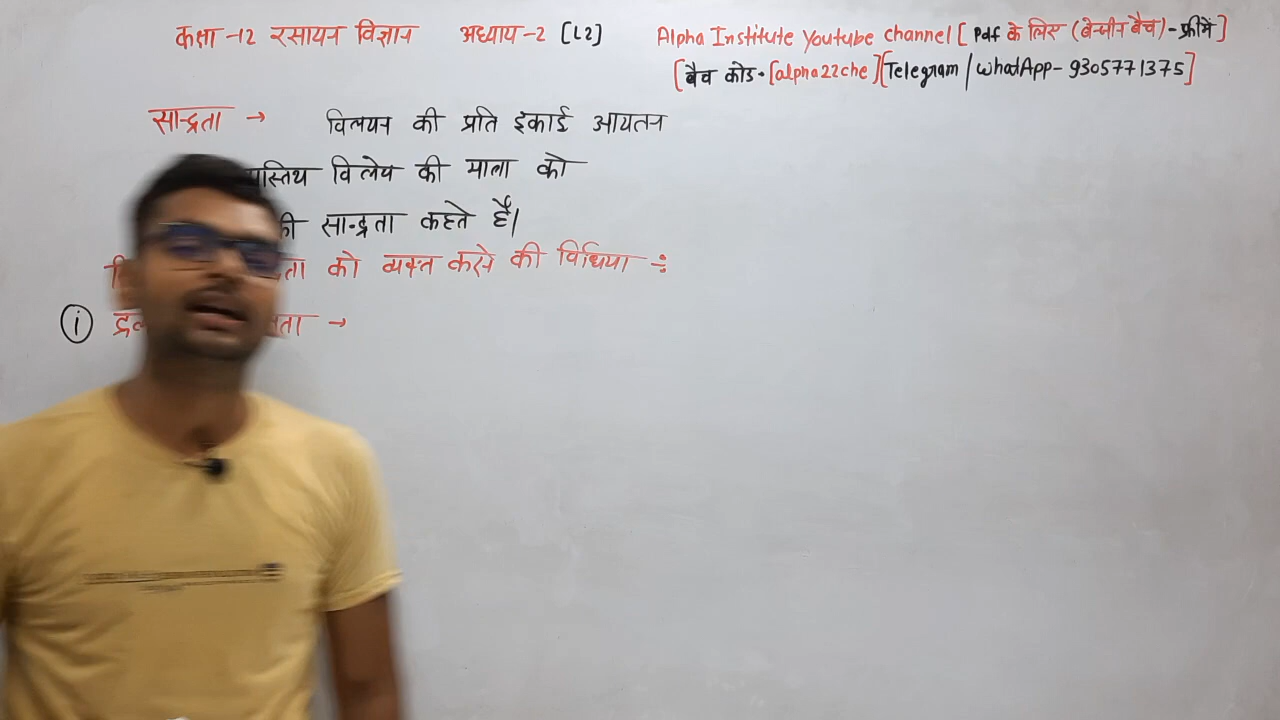 कक्षा -12 रसायन विज्ञान अध्याय-2 [L2] Alpha Institute Youtube channel [ Pdf के लिए (बेन्जीन बैच)-फ्री में ]
[बैच कोड- [alpha22che] [Telegram / WhatApp- 9305771375]
सान्द्रता → विलयन की प्रति इकाई आयतन
विलेय की मात्रा को
की सान्द्रता कहते हैं।
को व्यक्त करने की विधिया ÷
(i) →